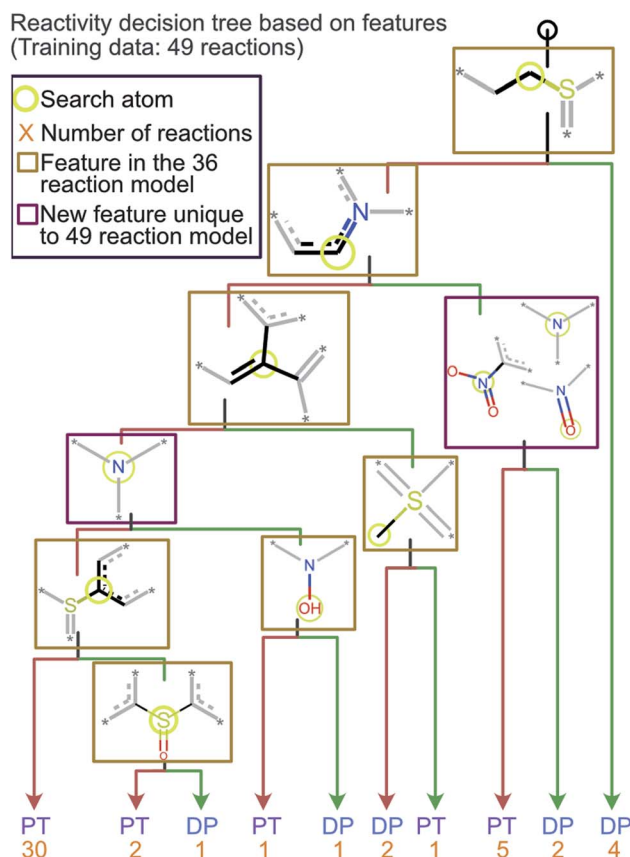 Reactivity decision tree based on features
(Training data: 49 reactions)
Search atom
X Number of reactions
Feature in the 36
reaction model
New feature unique
to 49 reaction model
* S * *
* N * *
* * * * *
* N *
* O N O * *
* N O
* N * *
* * S * *
* S * * *
* N * OH
* * S * * O
PT PT DP PT DP DP PT PT DP DP
30 2 1 1 1 2 1 5 2 4